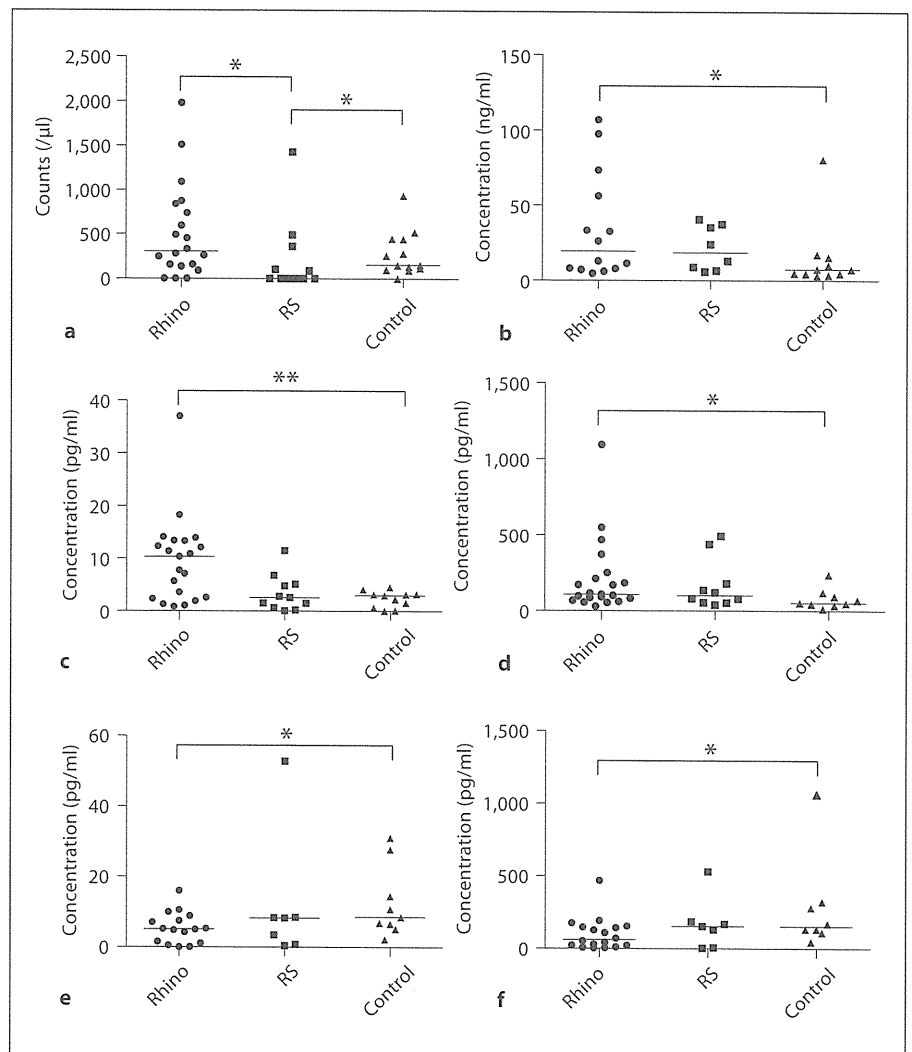 2,500
2,000
1,500
1,000
500
0
Counts (/µl)
*
*
Rhino
RS
Control
a
150
100
50
0
Concentration (ng/ml)
*
Rhino
RS
Control
b
40
30
20
10
0
Concentration (pg/ml)
**
Rhino
RS
Control
c
1,500
1,000
500
0
Concentration (pg/ml)
*
Rhino
RS
Control
d
60
40
20
0
Concentration (pg/ml)
*
Rhino
RS
Control
e
1,500
1,000
500
0
Concentration (pg/ml)
*
Rhino
RS
Control
f